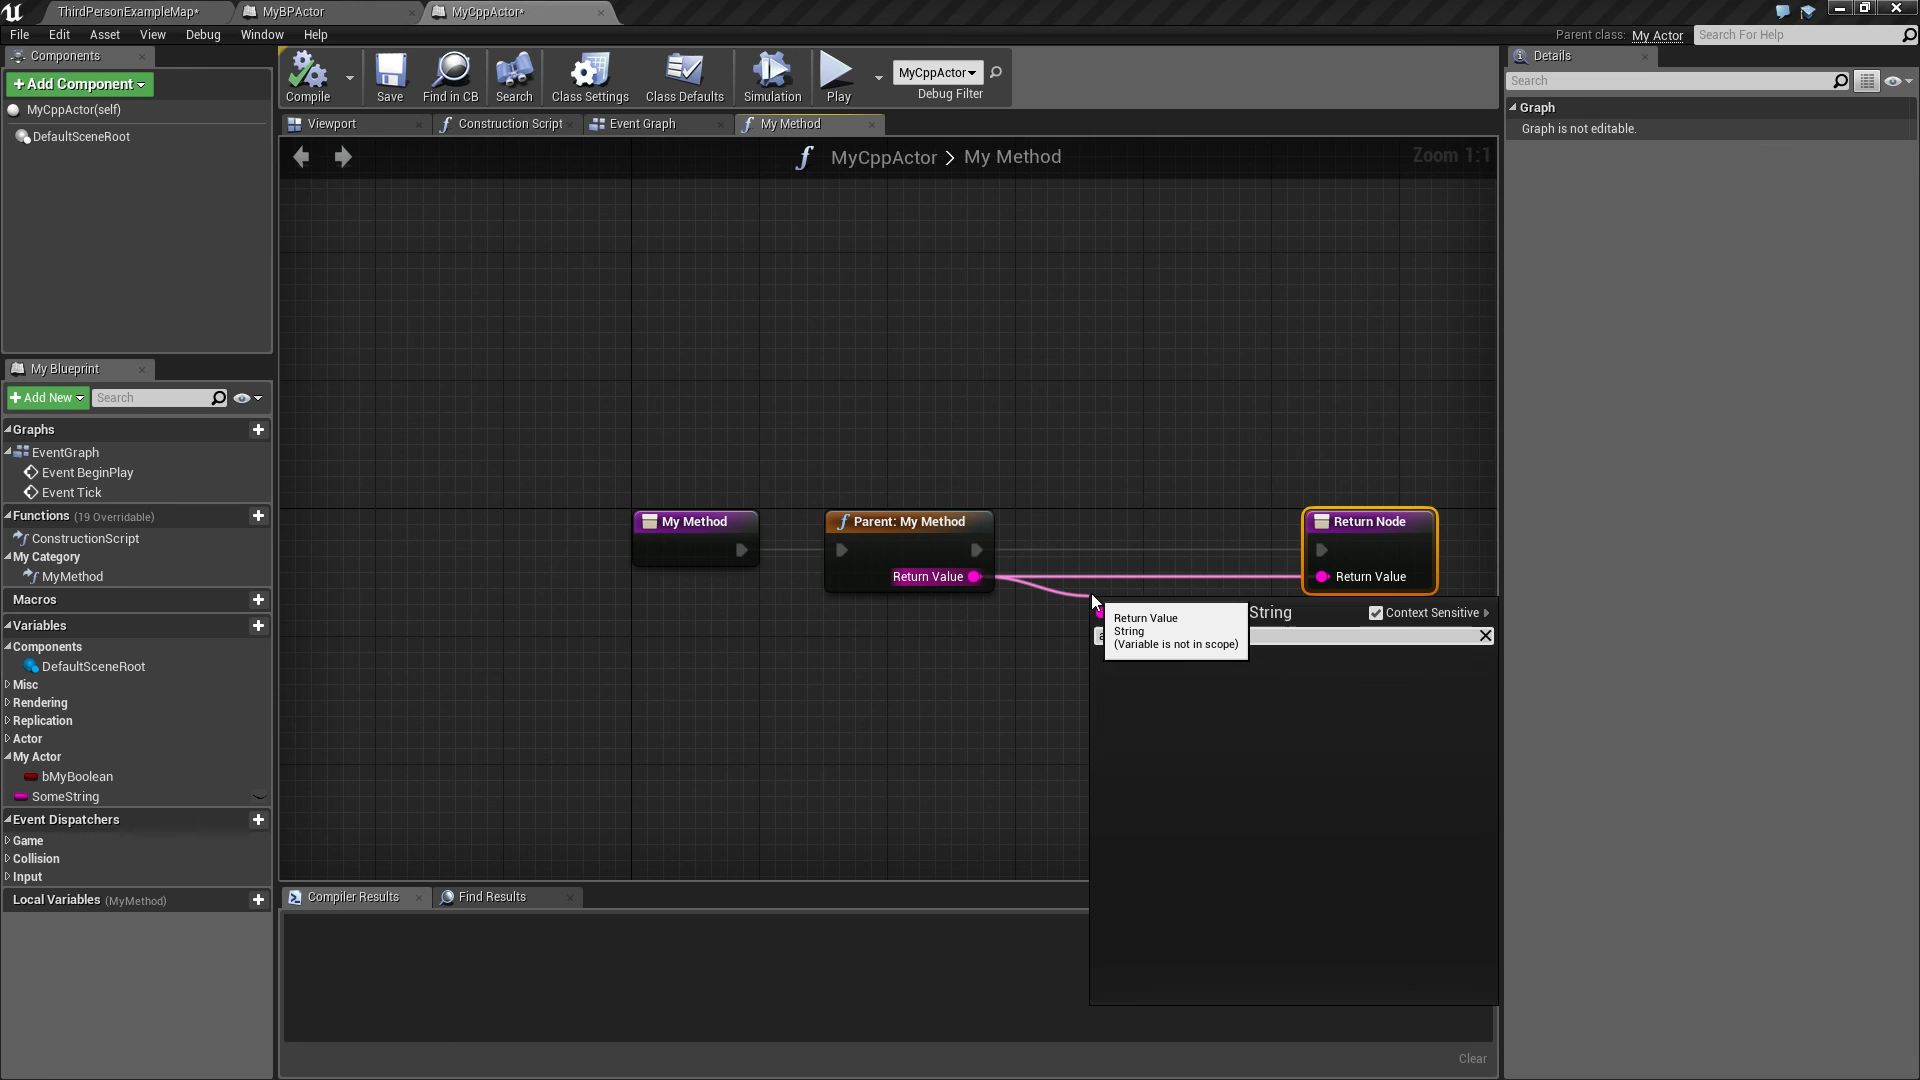 ThirdPersonExampleMap*
MyBPActor
MyCppActor*
File Edit Asset View Debug Window Help
Parent class: My Actor
Search For Help
Components
+Add Component
MyCppActor(self)
DefaultSceneRoot
Compile
Save
Find in CB
Search
Class Settings
Class Defaults
Simulation
Play
MyCppActor
Debug Filter
Details
Search
Graph
Graph is not editable.
Viewport
Construction Script
Event Graph
My Method
MyCppActor > My Method
Zoom 1:1
My Blueprint
+Add New
Search
Graphs
EventGraph
Event BeginPlay
Event Tick
Functions (19 Overridable)
ConstructionScript
My Category
MyMethod
Macros
Variables
Components
DefaultSceneRoot
Misc
Rendering
Replication
Actor
My Actor
bMyBoolean
SomeString
Event Dispatchers
Game
Collision
Input
Local Variables (MyMethod)
My Method
Parent: My Method
Return Value
Return Node
Return Value
String
Context Sensitive
Return Value
String
(Variable is not in scope)
Compiler Results
Find Results
Clear